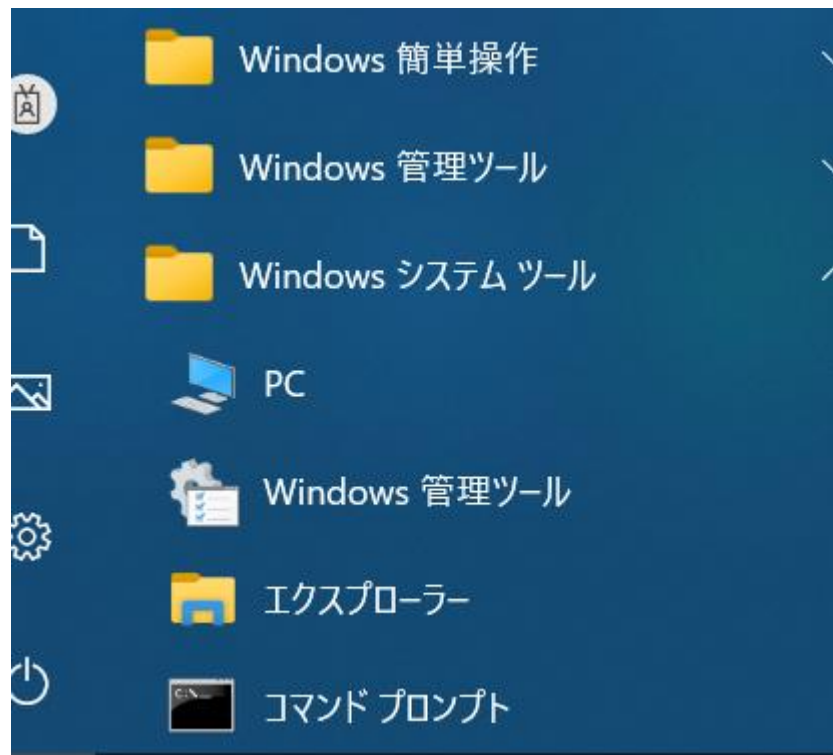 Windows 簡単操作
Windows 管理ツール
Windows システム ツール
PC
Windows 管理ツール
エクスプローラー
C:\_
コマンド プロンプト